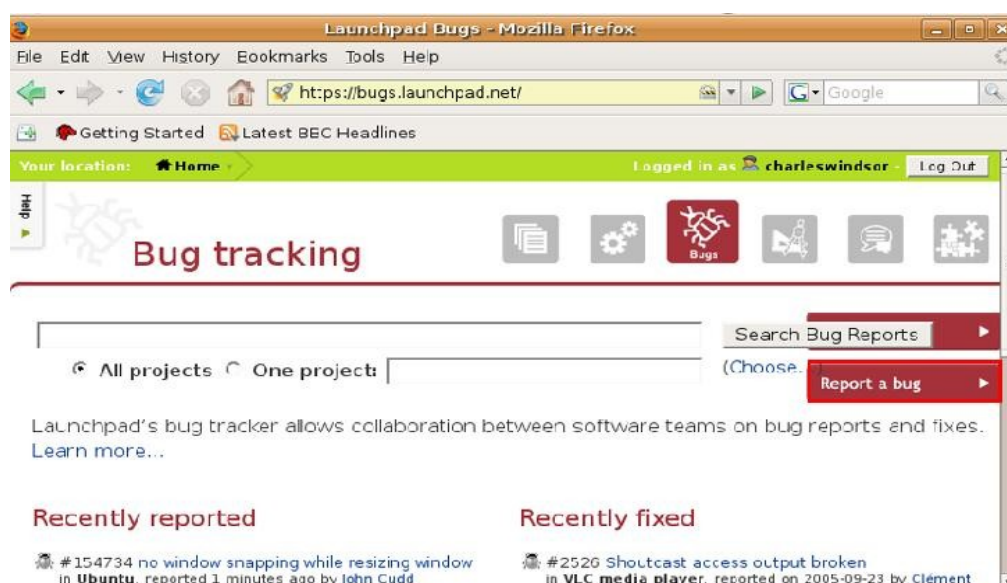 Launchpad Bugs - Mozilla Firefox
File Edit View History Bookmarks Tools Help
https://bugs.launchpad.net/ G Google
Getting Started Latest BBC Headlines
Your location: Home Logged in as charleswindsor - Log Out
Help
Bug tracking Bugs
Search Bug Reports
All projects One project: (Choose...)
Report a bug
Launchpad's bug tracker allows collaboration between software teams on bug reports and fixes.
Learn more...
Recently reported Recently fixed
#154734 no window snapping while resizing window #2526 Shoutcast access output broken
in Ubuntu, reported 1 minutes ago by John Cudd in VLC media player, reported on 2005-09-23 by Clément